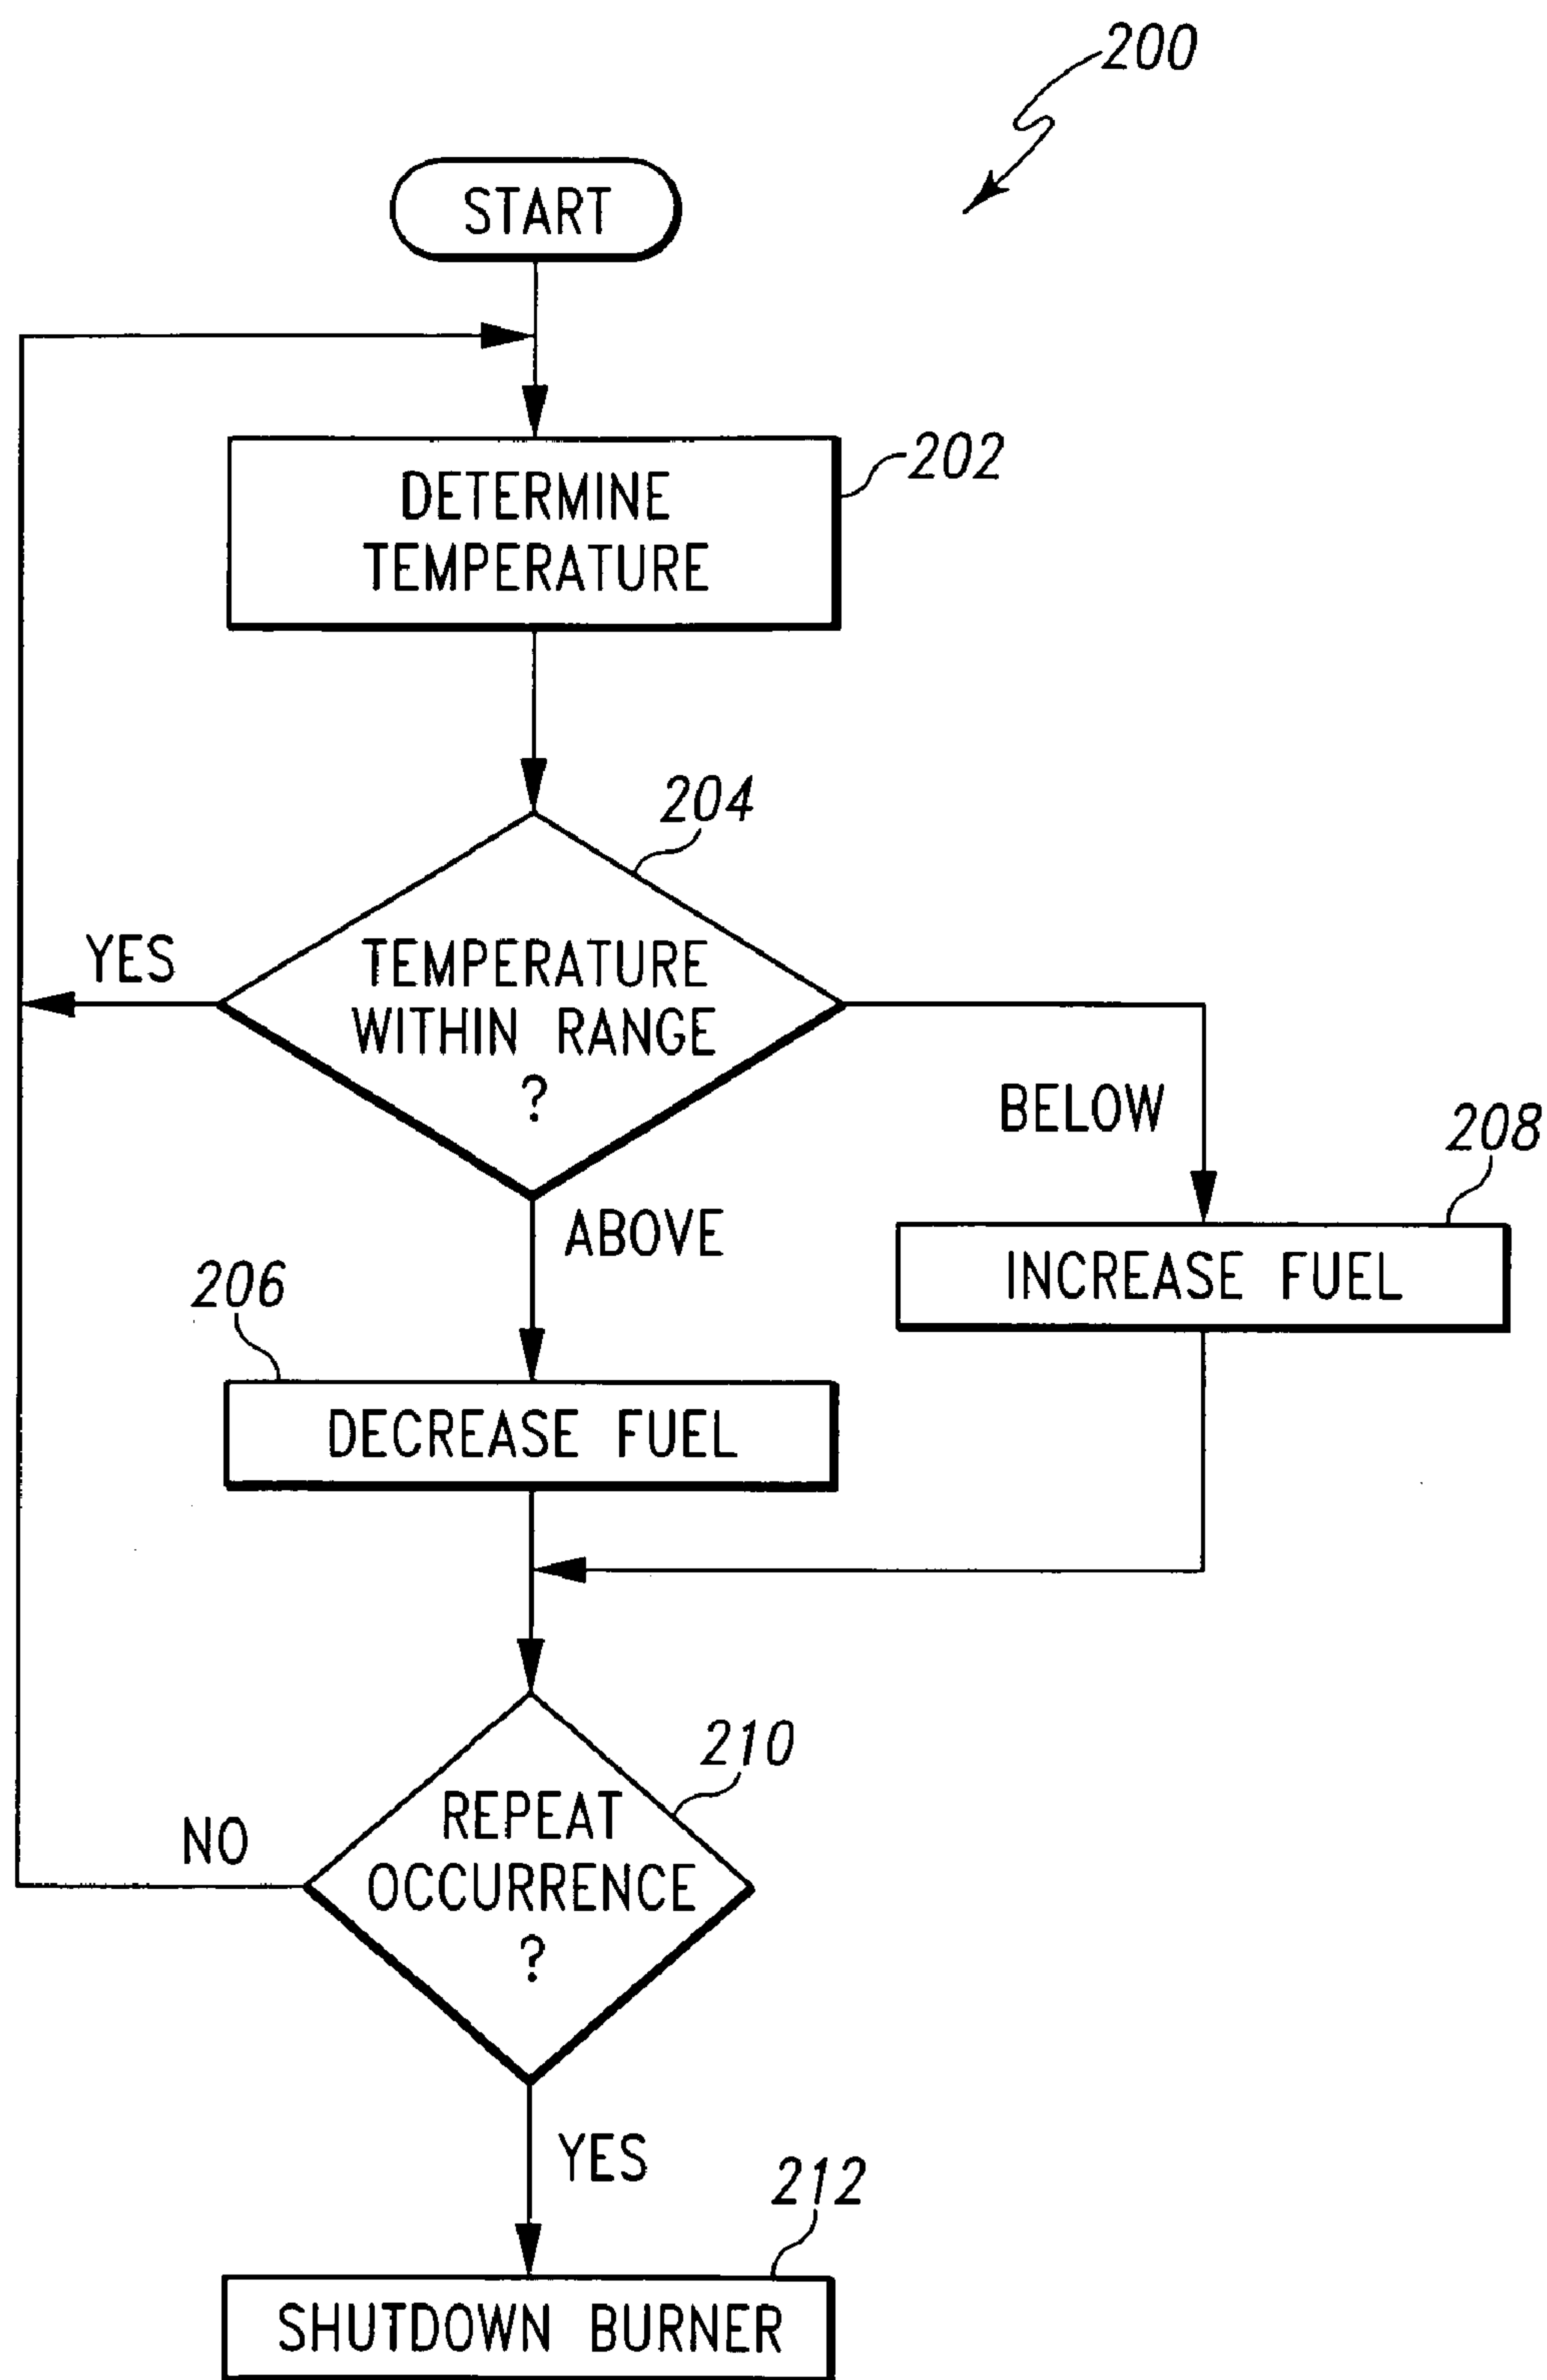 200
START
DETERMINE
TEMPERATURE
202
204
YES
TEMPERATURE
WITHIN RANGE
?
BELOW
208
INCREASE FUEL
ABOVE
206
DECREASE FUEL
210
REPEAT
OCCURRENCE
?
NO
YES
212
SHUTDOWN BURNER